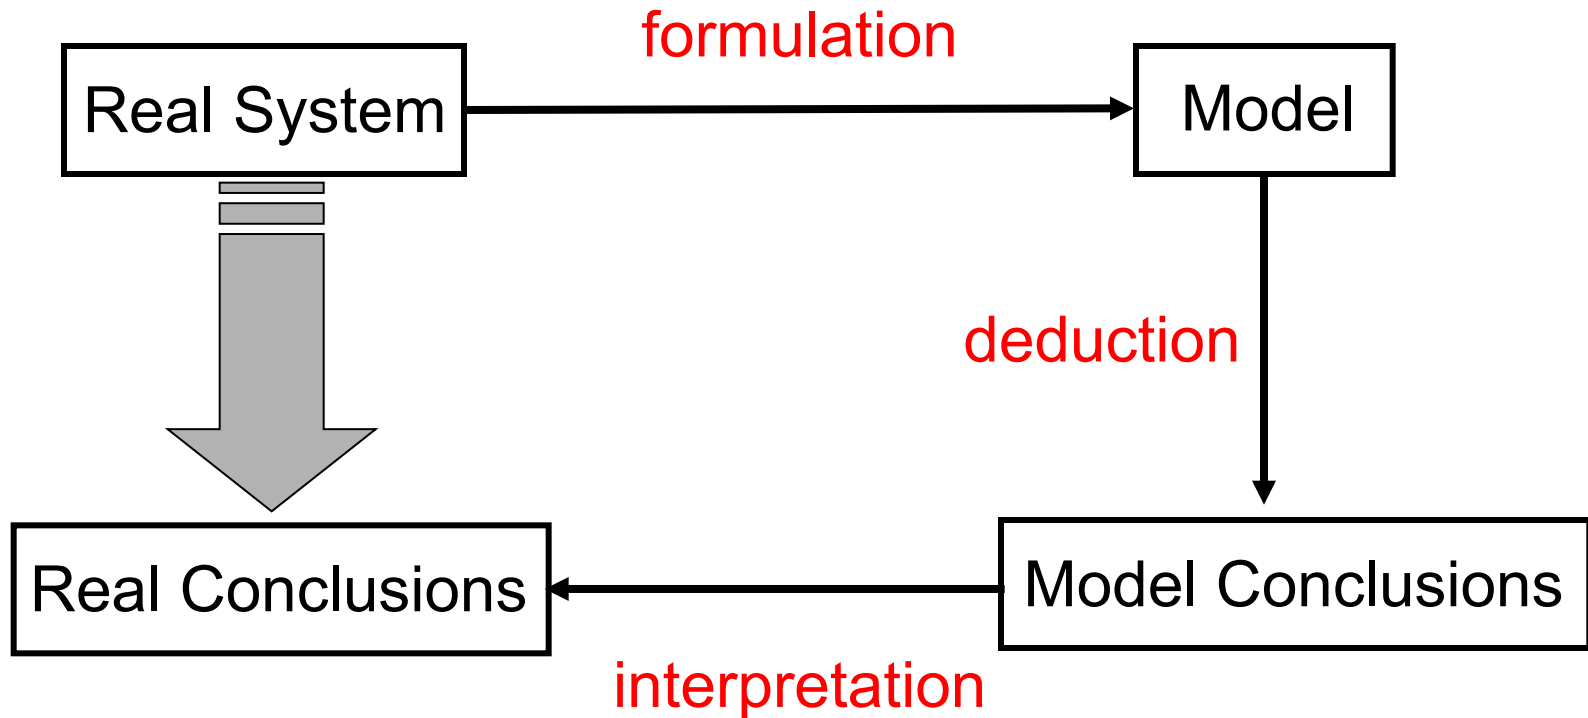 formulation
Real System
Model
deduction
Real Conclusions
Model Conclusions
interpretation